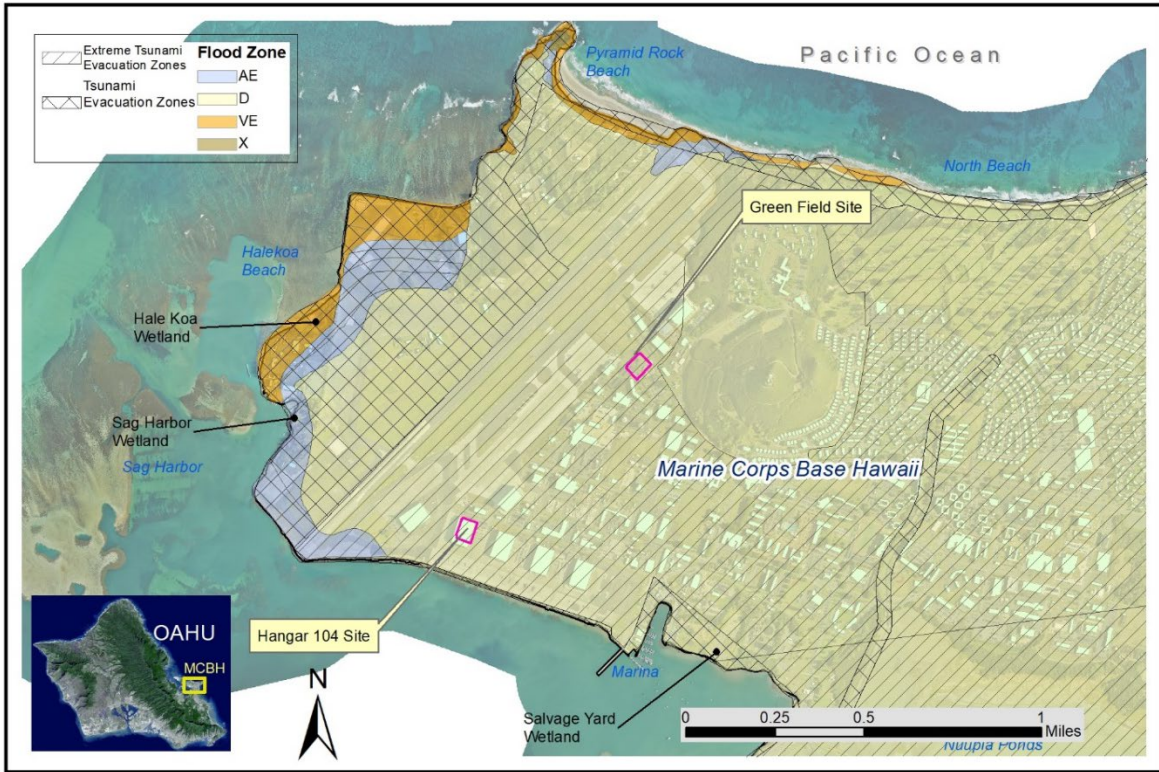 Extreme Tsunami
Evacuation Zones
Tsunami
Evacuation Zones
Flood Zone
AE
D
VE
X
Pyramid Rock
Beach
Pacific Ocean
North Beach
Green Field Site
Halekoa
Beach
Hale Koa
Wetland
Sag Harbor
Wetland
Sag Harbor
Marine Corps Base Hawaii
Hangar 104 Site
OAHU
MCBH
N
Marina
Salvage Yard
Wetland
0 0.25 0.5 1
Miles
Nuupia Ponds